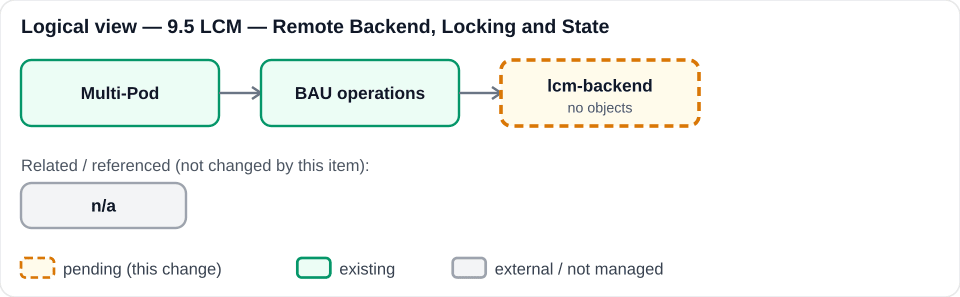 Logical view — 9.5 LCM — Remote Backend, Locking and State
Multi-Pod
BAU operations
lcm-backend
no objects
Related / referenced (not changed by this item):
n/a
pending (this change)
existing
external / not managed